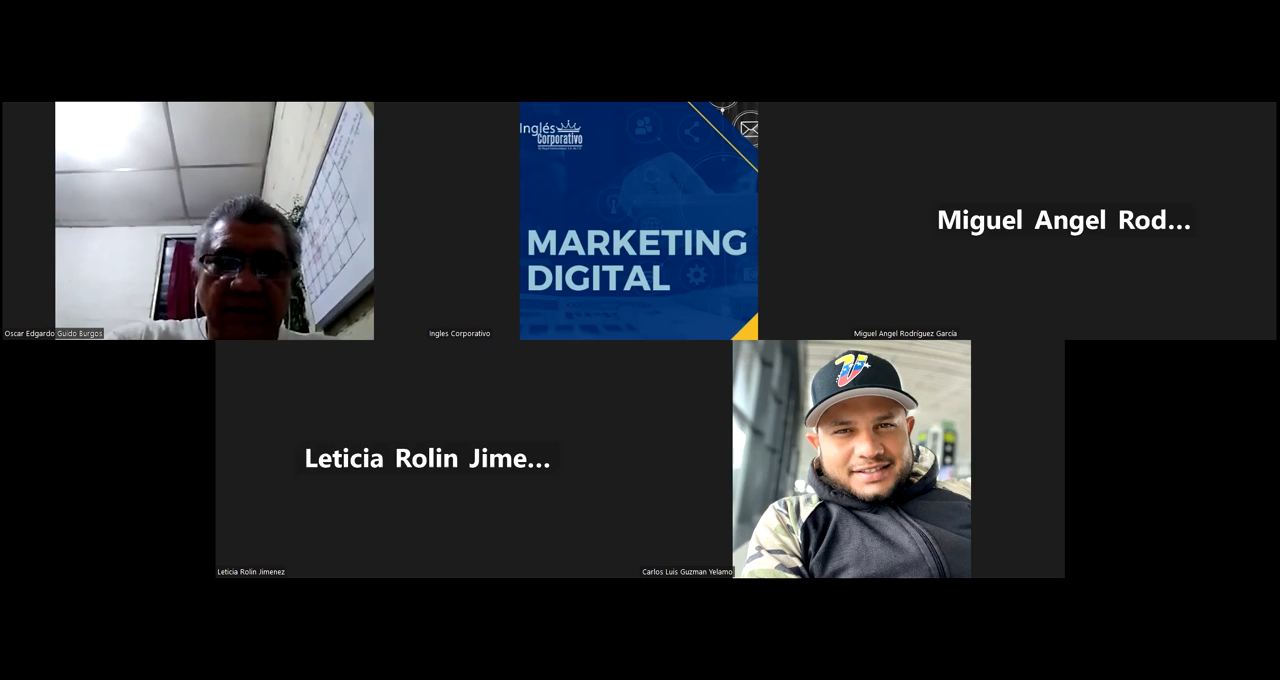 Inglés
Corporativo
MARKETING
DIGITAL
Miguel Angel Rod...
Oscar Edgardo Guido Burgos
Ingles Corporativo
Miguel Angel Rodríguez García
Leticia Rolin Jime...
Leticia Rolin Jimenez
Carlos Luis Guzman Yelamo